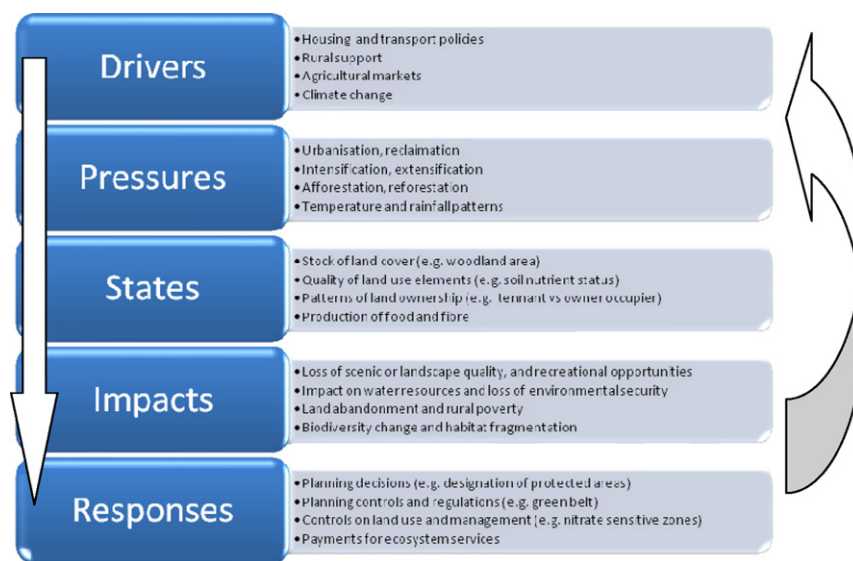 Drivers
• Housing and transport policies
• Rural support
• Agricultural markets
• Climate change
Pressures
• Urbanisation, reclaimation
• Intensification, extensification
• Afforestation, reforestation
• Temperature and rainfall patterns
States
• Stock of land cover (e.g. woodland area)
• Quality of land use elements (e.g. soil nutrient status)
• Patterns of land ownership (e.g. tennant vs owner occupier)
• Production of food and fibre
Impacts
• Loss of scenic or landscape quality, and recreational opportunities
• Impact on water resources and loss of environmental security
• Land abandonment and rural poverty
• Biodiversity change and habitat fragmentation
Responses
• Planning decisions (e.g. designation of protected areas)
• Planning controls and regulations (e.g. green belt)
• Controls on land use and management (e.g. nitrate sensitive zones)
• Payments for ecosystem services